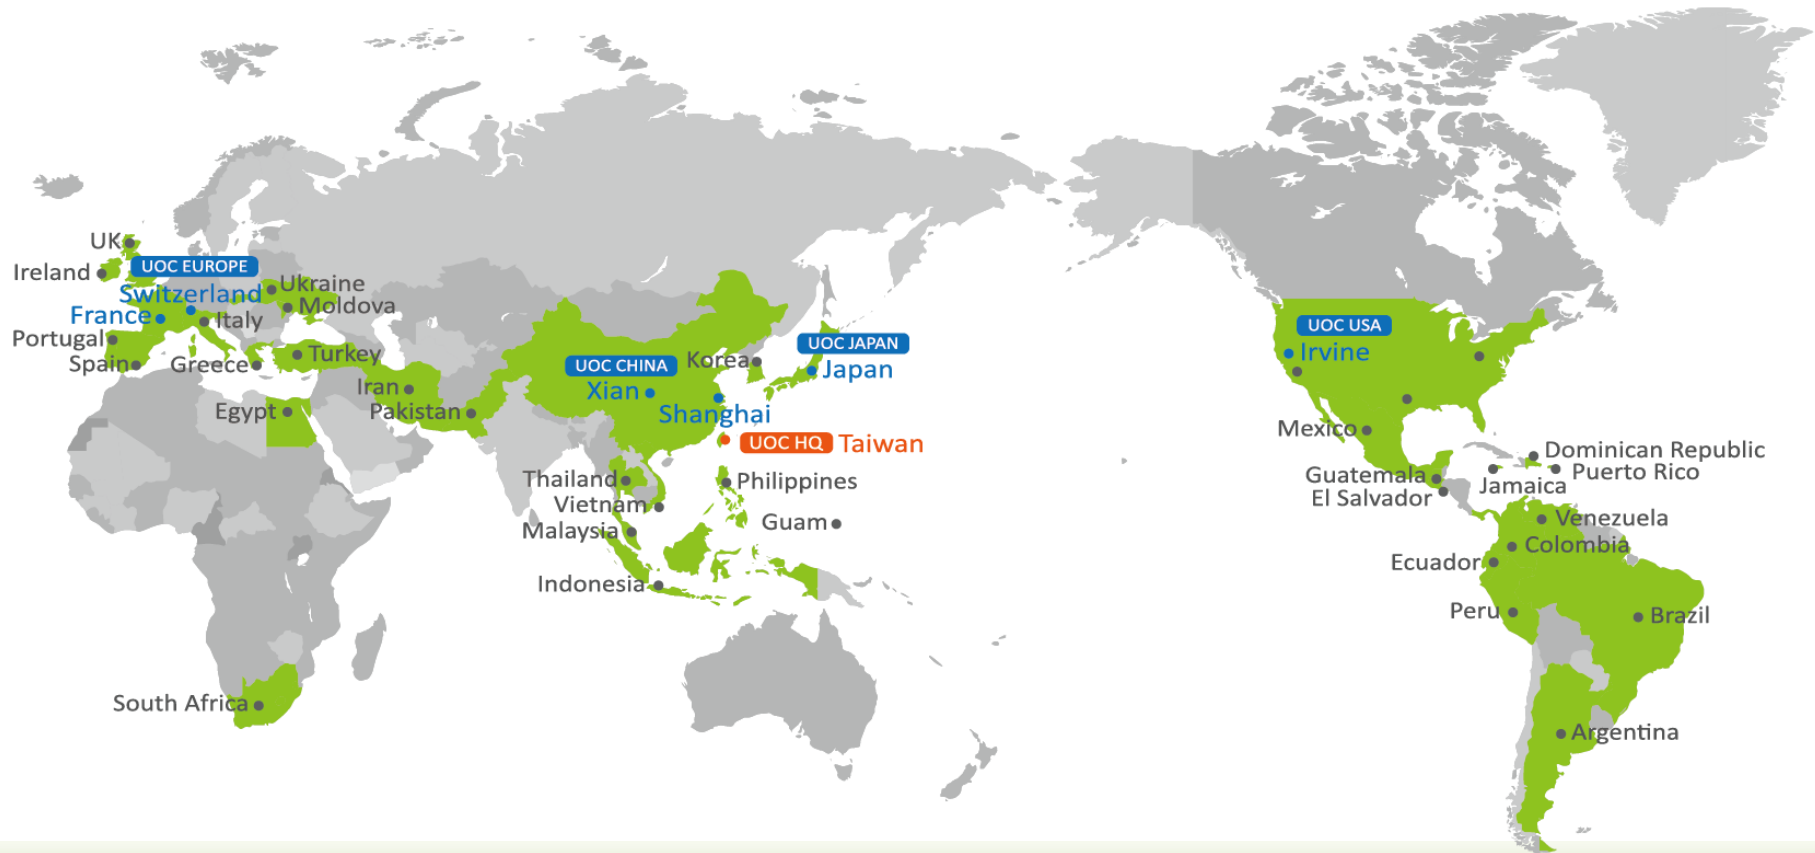 UK
Ireland
UOC EUROPE
Switzerland
France
Ukraine
Moldova
Italy
Portugal
Spain
Greece
Turkey
Iran
Egypt
Pakistan
South Africa
UOC CHINA
Xian
Shanghai
Korea
UOC JAPAN
Japan
UOC HQ Taiwan
Thailand
Philippines
Vietnam
Malaysia
Guam
Indonesia
UOC USA
Irvine
Mexico
Dominican Republic
Puerto Rico
Guatemala
Jamaica
El Salvador
Venezuela
Colombia
Ecuador
Peru
Brazil
Argentina